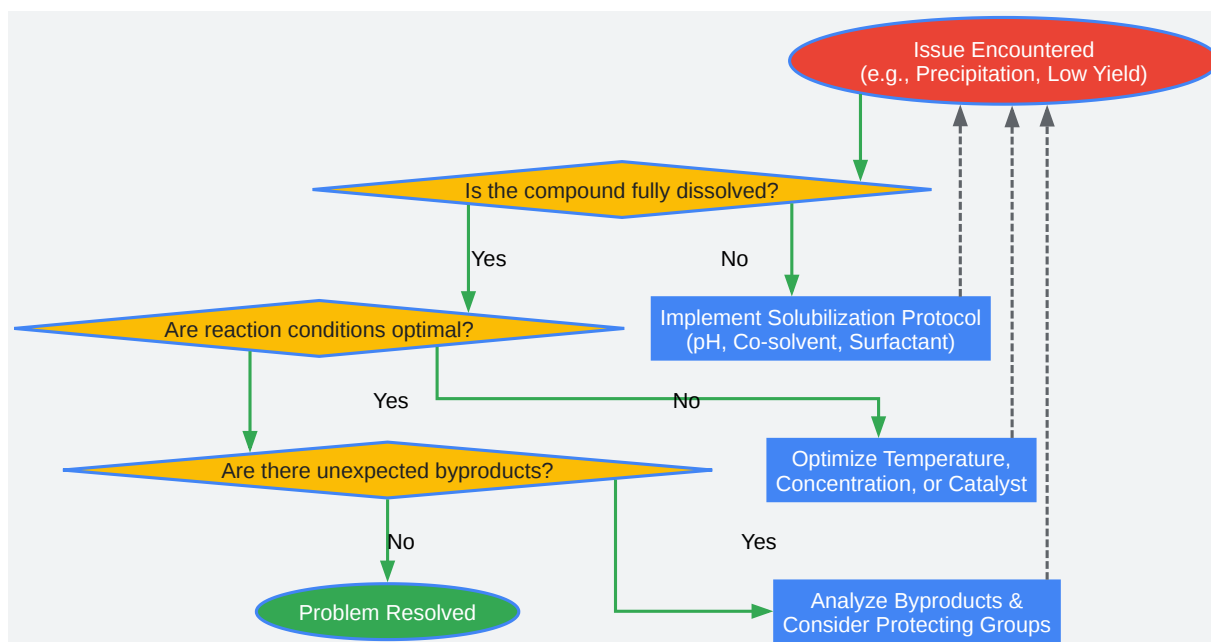 Issue Encountered
(e.g., Precipitation, Low Yield)
Is the compound fully dissolved?
Yes
No
Implement Solubilization Protocol
(pH, Co-solvent, Surfactant)
Are reaction conditions optimal?
Yes
No
Optimize Temperature,
Concentration, or Catalyst
Are there unexpected byproducts?
No
Yes
Problem Resolved
Analyze Byproducts &
Consider Protecting Groups